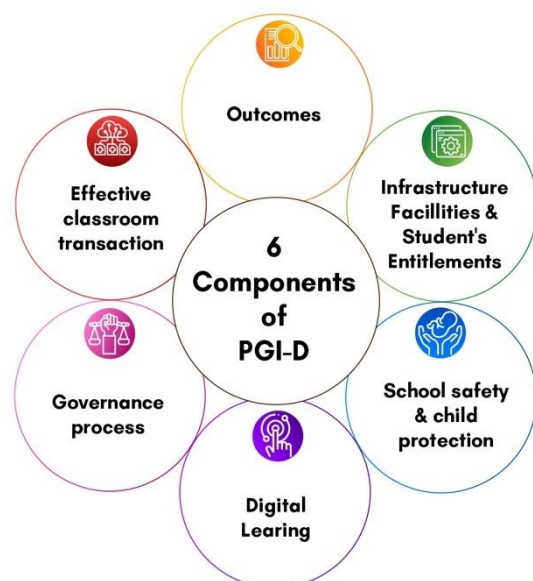 6
Components
of
PGI-D
Outcomes
Infrastructure
Facillities &
Student's
Entitlements
School safety
& child
protection
Digital
Learing
Governance
process
Effective
classroom
transaction